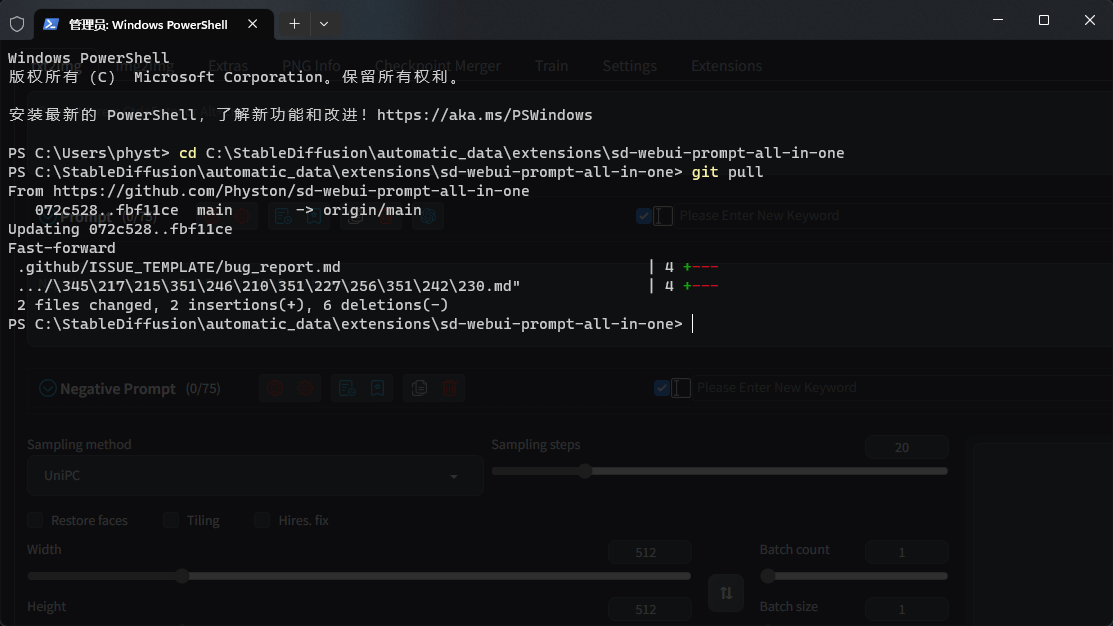 管理员: Windows PowerShell
Windows PowerShell
版权所有 (C)  Microsoft Corporation。保留所有权利。
安装最新的 PowerShell，了解新功能和改进！https://aka.ms/PSWindows
PS C:\Users\physt> cd C:\StableDiffusion\automatic_data\extensions\sd-webui-prompt-all-in-one
PS C:\StableDiffusion\automatic_data\extensions\sd-webui-prompt-all-in-one> git pull
From https://github.com/Physton/sd-webui-prompt-all-in-one
   072c528..fbf11ce  main       -> origin/main
Updating 072c528..fbf11ce
Fast-forward
 .github/ISSUE_TEMPLATE/bug_report.md                                  | 4 +---
 .../\345\217\215\351\246\210\351\227\256\351\242\230.md"              | 4 +---
 2 files changed, 2 insertions(+), 6 deletions(-)
PS C:\StableDiffusion\automatic_data\extensions\sd-webui-prompt-all-in-one>
txt2img img2img Extras PNG Info Checkpoint Merger Train Settings Extensions
Prompt (0/75) Please Enter New Keyword
Negative Prompt (0/75) Please Enter New Keyword
Sampling method Sampling steps 20
UniPC
Restore faces Tiling Hires. fix
Width 512 Batch count 1
Height 512 Batch size 1